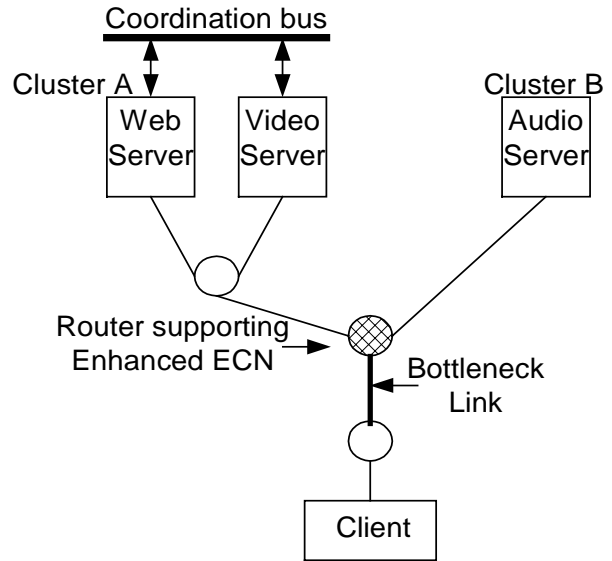 Coordination bus
Cluster A
Cluster B
Web
Server
Video
Server
Audio
Server
Router supporting
Enhanced ECN
Bottleneck
Link
Client